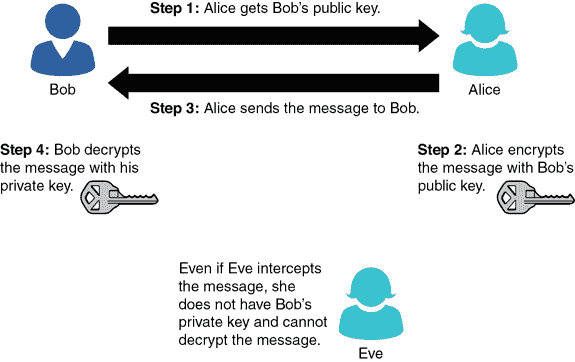 Step 1: Alice gets Bob's public key.
Bob
Alice
Step 3: Alice sends the message to Bob.
Step 4: Bob decrypts
the message with his
private key.
Step 2: Alice encrypts
the message with Bob's
public key.
Even if Eve intercepts
the message, she
does not have Bob's
private key and cannot
decrypt the message.
Eve